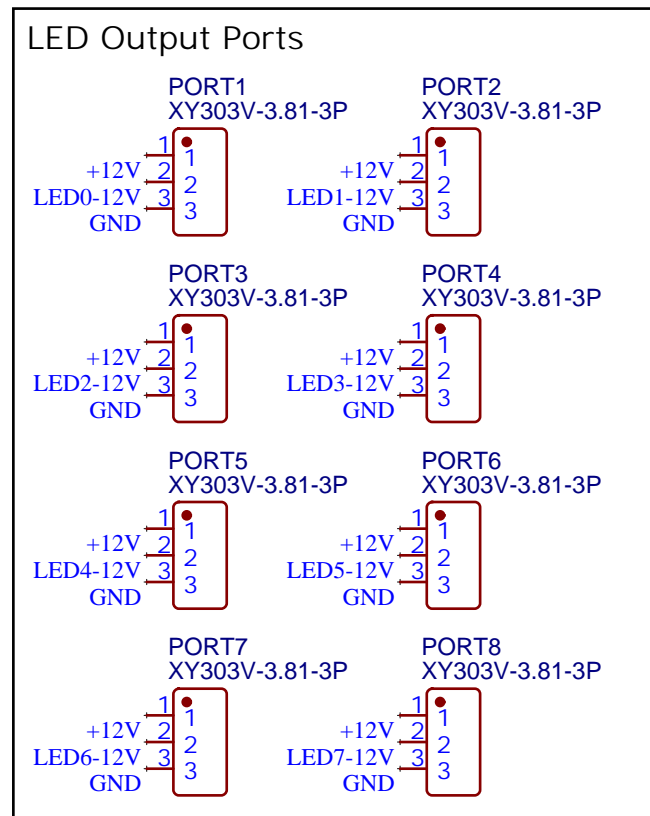 LED Output Ports
PORT1
XY303V-3.81-3P
1 1
+12V 2 2
LED0-12V 3 3
GND
PORT2
XY303V-3.81-3P
1 1
+12V 2 2
LED1-12V 3 3
GND
PORT3
XY303V-3.81-3P
1 1
+12V 2 2
LED2-12V 3 3
GND
PORT4
XY303V-3.81-3P
1 1
+12V 2 2
LED3-12V 3 3
GND
PORT5
XY303V-3.81-3P
1 1
+12V 2 2
LED4-12V 3 3
GND
PORT6
XY303V-3.81-3P
1 1
+12V 2 2
LED5-12V 3 3
GND
PORT7
XY303V-3.81-3P
1 1
+12V 2 2
LED6-12V 3 3
GND
PORT8
XY303V-3.81-3P
1 1
+12V 2 2
LED7-12V 3 3
GND